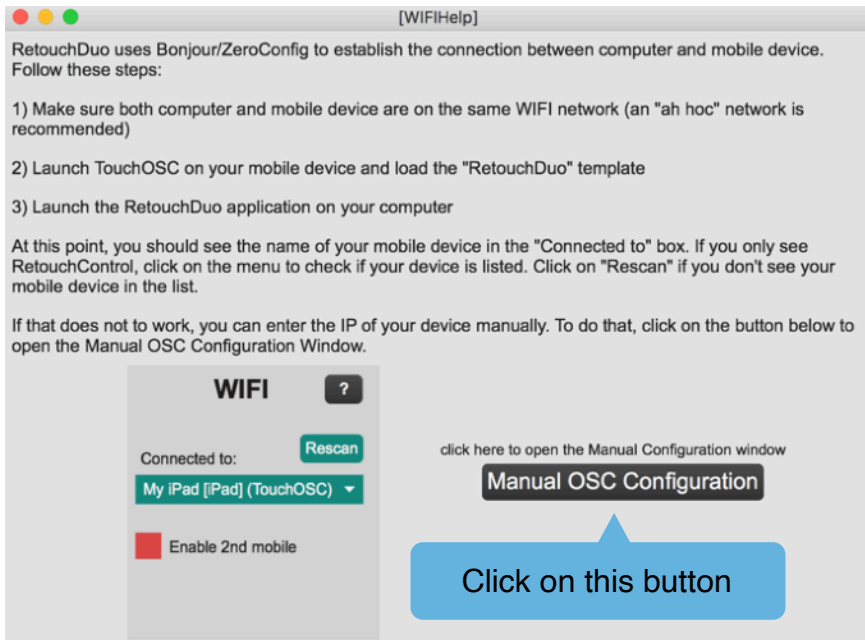 [WIFIHelp]
RetouchDuo uses Bonjour/ZeroConfig to establish the connection between computer and mobile device.
Follow these steps:
1) Make sure both computer and mobile device are on the same WIFI network (an "ah hoc" network is
recommended)
2) Launch TouchOSC on your mobile device and load the "RetouchDuo" template
3) Launch the RetouchDuo application on your computer
At this point, you should see the name of your mobile device in the "Connected to" box. If you only see
RetouchControl, click on the menu to check if your device is listed. Click on "Rescan" if you don't see your
mobile device in the list.
If that does not to work, you can enter the IP of your device manually. To do that, click on the button below to
open the Manual OSC Configuration Window.
WIFI ?
Connected to: Rescan
My iPad [iPad] (TouchOSC)
Enable 2nd mobile
click here to open the Manual Configuration window
Manual OSC Configuration
Click on this button